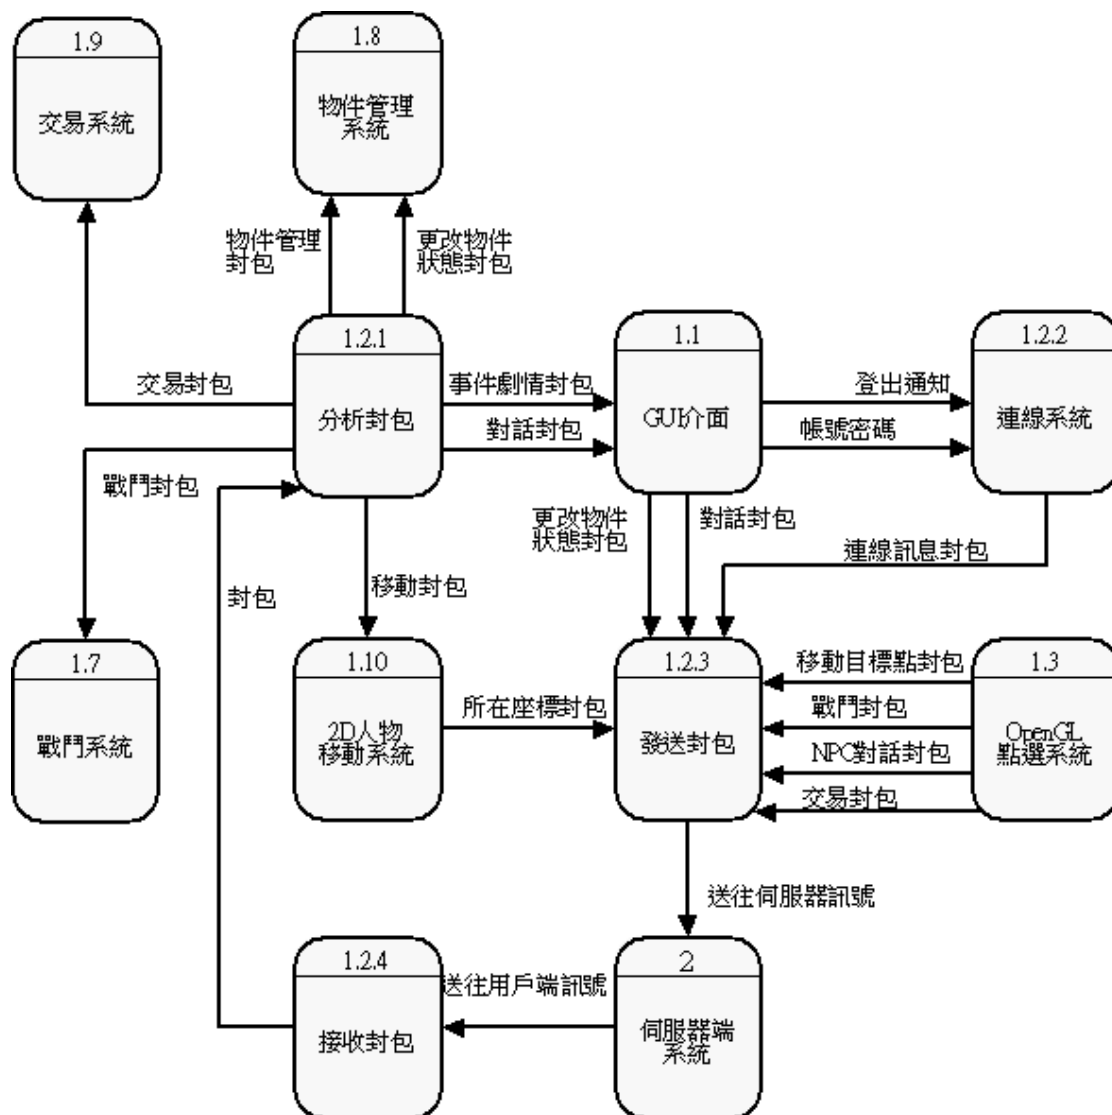 1.9
交易系統
1.8
物件管理
系統
物件管理
封包
更改物件
狀態封包
1.2.1
分析封包
1.1
GUI介面
1.2.2
連線系統
交易封包
事件劇情封包
登出通知
對話封包
帳號密碼
戰鬥封包
更改物件
狀態封包
對話封包
連線訊息封包
封包
移動封包
1.7
戰鬥系統
1.10
2D人物
移動系統
所在座標封包
1.2.3
發送封包
移動目標點封包
戰鬥封包
NPC對話封包
交易封包
1.3
OpenGL
點選系統
送往伺服器訊號
1.2.4
接收封包
送往用戶端訊號
2
伺服器端
系統